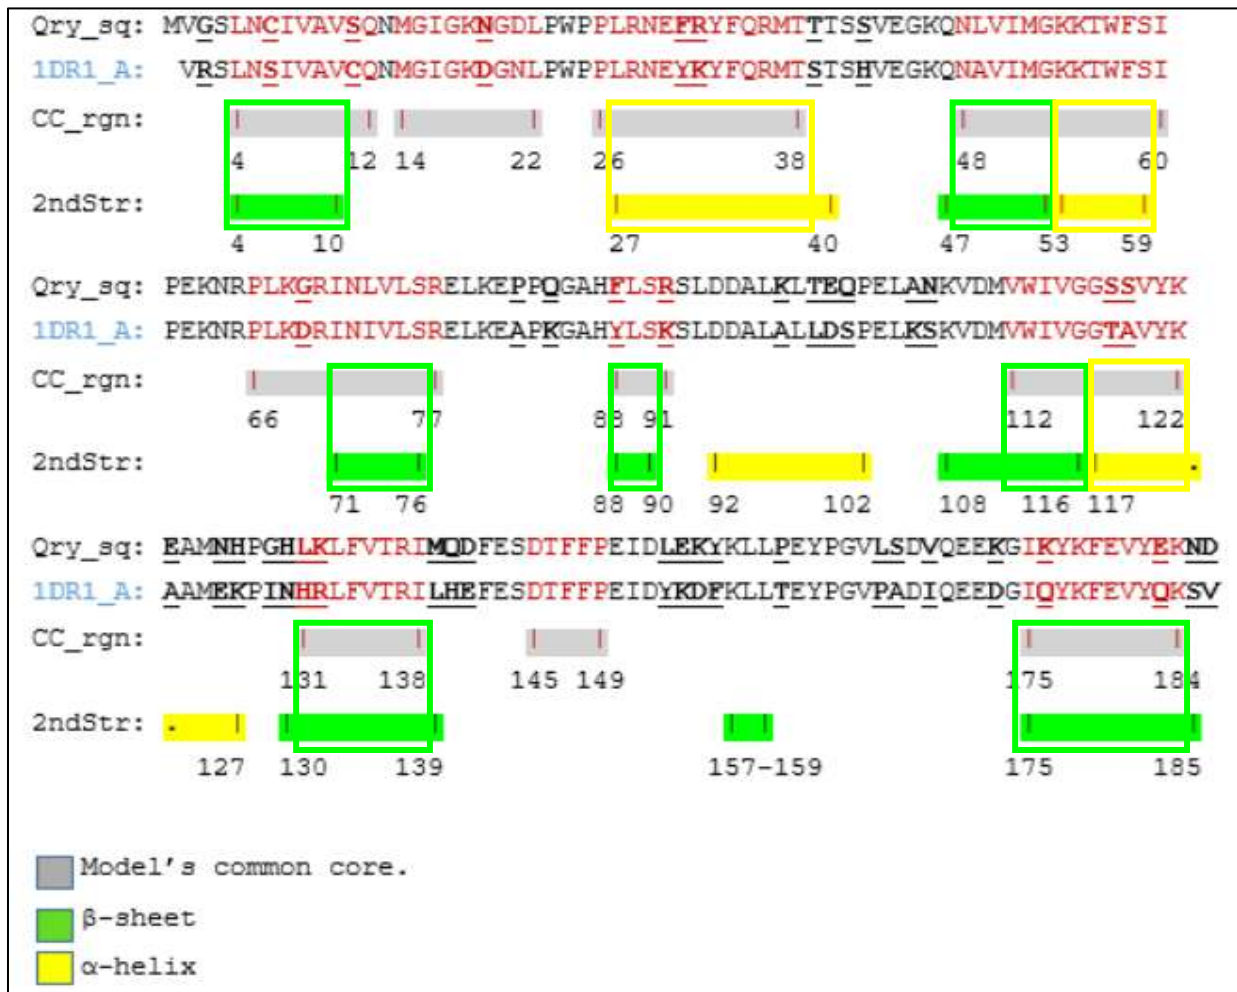 Qry_sq: MVGSLNCIVAVSQNMGIGKNGDLPWPPLRNEFRYFQRMTTTSSVEGKQNLVIMGKKTWFSI
1DR1_A: VRSLNSIVAVCQNMGIGKDGNLPWPPLRNEYKYFQRMTSTSHVEGKQNAVIMGKKTWFSI
CC_rgn:
4 12 14 22 26 38 48 60
2ndStr:
4 10 27 40 47 53 59
Qry_sq: PEKNRPLKGRINLVLSRELKEPPQGAHFLSRSLDDALKLTEQPELANKVDMVWIVGGSSVYK
1DR1_A: PEKNRPLKDRINIVLSRELKEAPKGAHYLSKSLDDALALLDSPELKSKVDMVWIVGGTAVYK
CC_rgn:
66 77 88 91 112 122
2ndStr:
71 76 88 90 92 102 108 116 117
Qry_sq: EAMNHPGHLKLFVTRIMQDFESDTFFPEIDLEKYKLLPEYPGVLSDVQEEKGIKYKFEVYEKND
1DR1_A: AAMEKPINHRLFVTRILHEFESDTFFPEIDYKDFKLLTEYPGVPADIQEEDGIQYKFEVYQKSV
CC_rgn:
131 138 145 149 175 184
2ndStr:
127 130 139 157-159 175 185
Model's common core.
β-sheet
α-helix